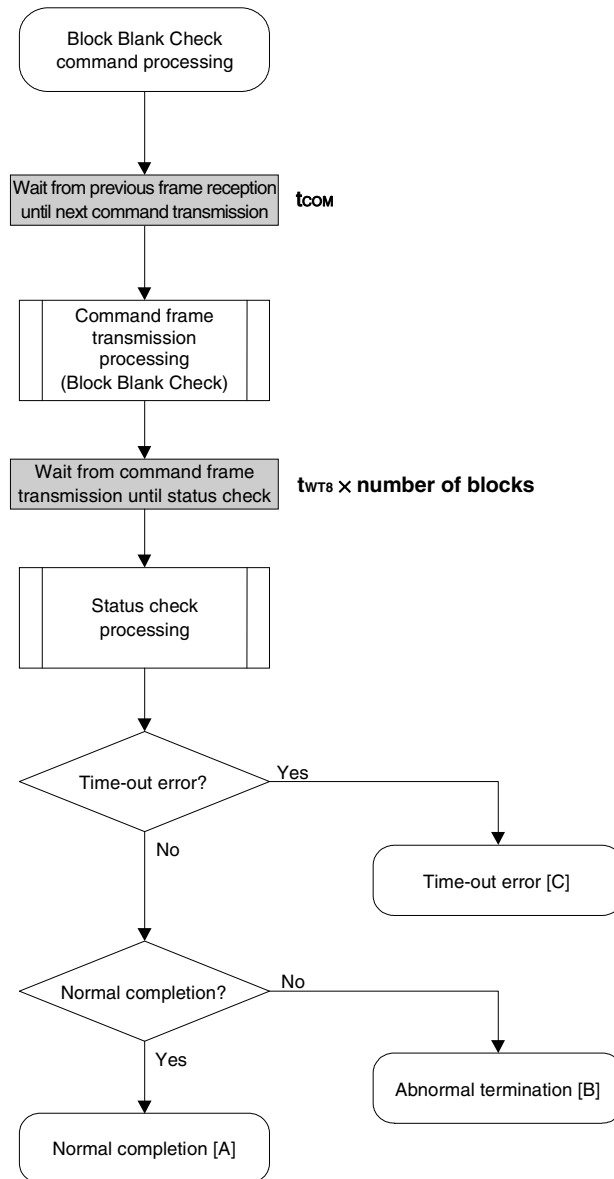 Block Blank Check
command processing
Wait from previous frame reception
until next command transmission
tCOM
Command frame
transmission
processing
(Block Blank Check)
Wait from command frame
transmission until status check
tWT8 × number of blocks
Status check
processing
Time-out error?
Yes
No
Time-out error [C]
Normal completion?
No
Yes
Abnormal termination [B]
Normal completion [A]